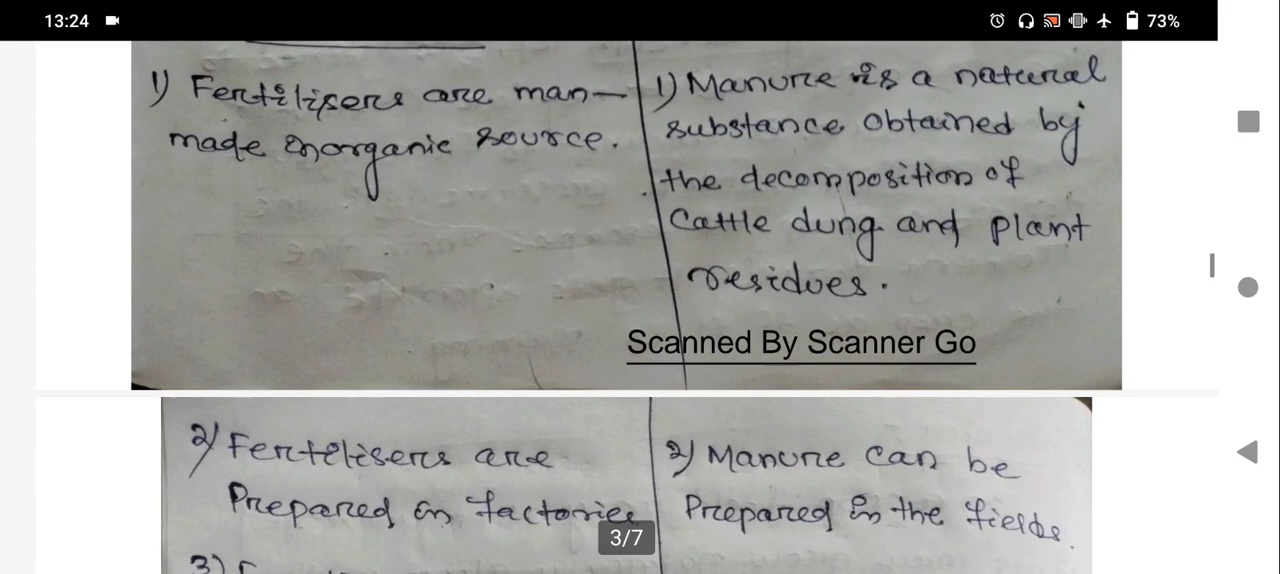 13:24
73%
1) Fertilisers are man-
made inorganic source.
1) Manure is a natural
substance obtained by
the decomposition of
Cattle dung and plant
residues.
Scanned By Scanner Go
2) Fertilisers are
Prepared in factories
2) Manure can be
Prepared in the fields.
3/7
3)